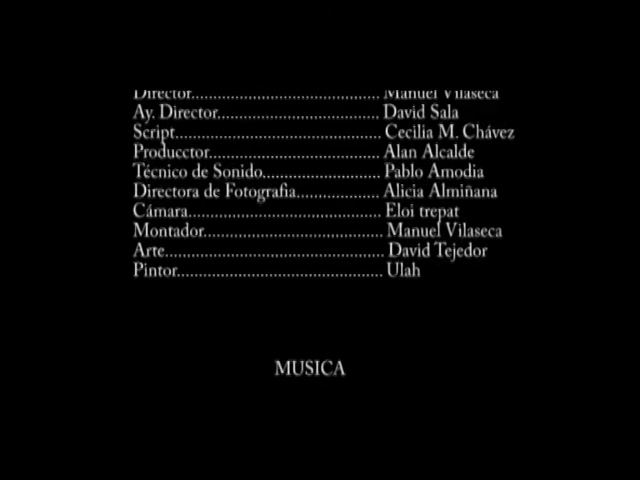 Director.............................................. Manuel Vilaseca
Ay. Director....................................... David Sala
Script................................................. Cecilia M. Chávez
Producctor......................................... Alan Alcalde
Técnico de Sonido............................ Pablo Amodia
Directora de Fotografia.................... Alicia Almiñana
Cámara.............................................. Eloi trepat
Montador........................................... Manuel Vilaseca
Arte..................................................... David Tejedor
Pintor.................................................. Ulah
MUSICA